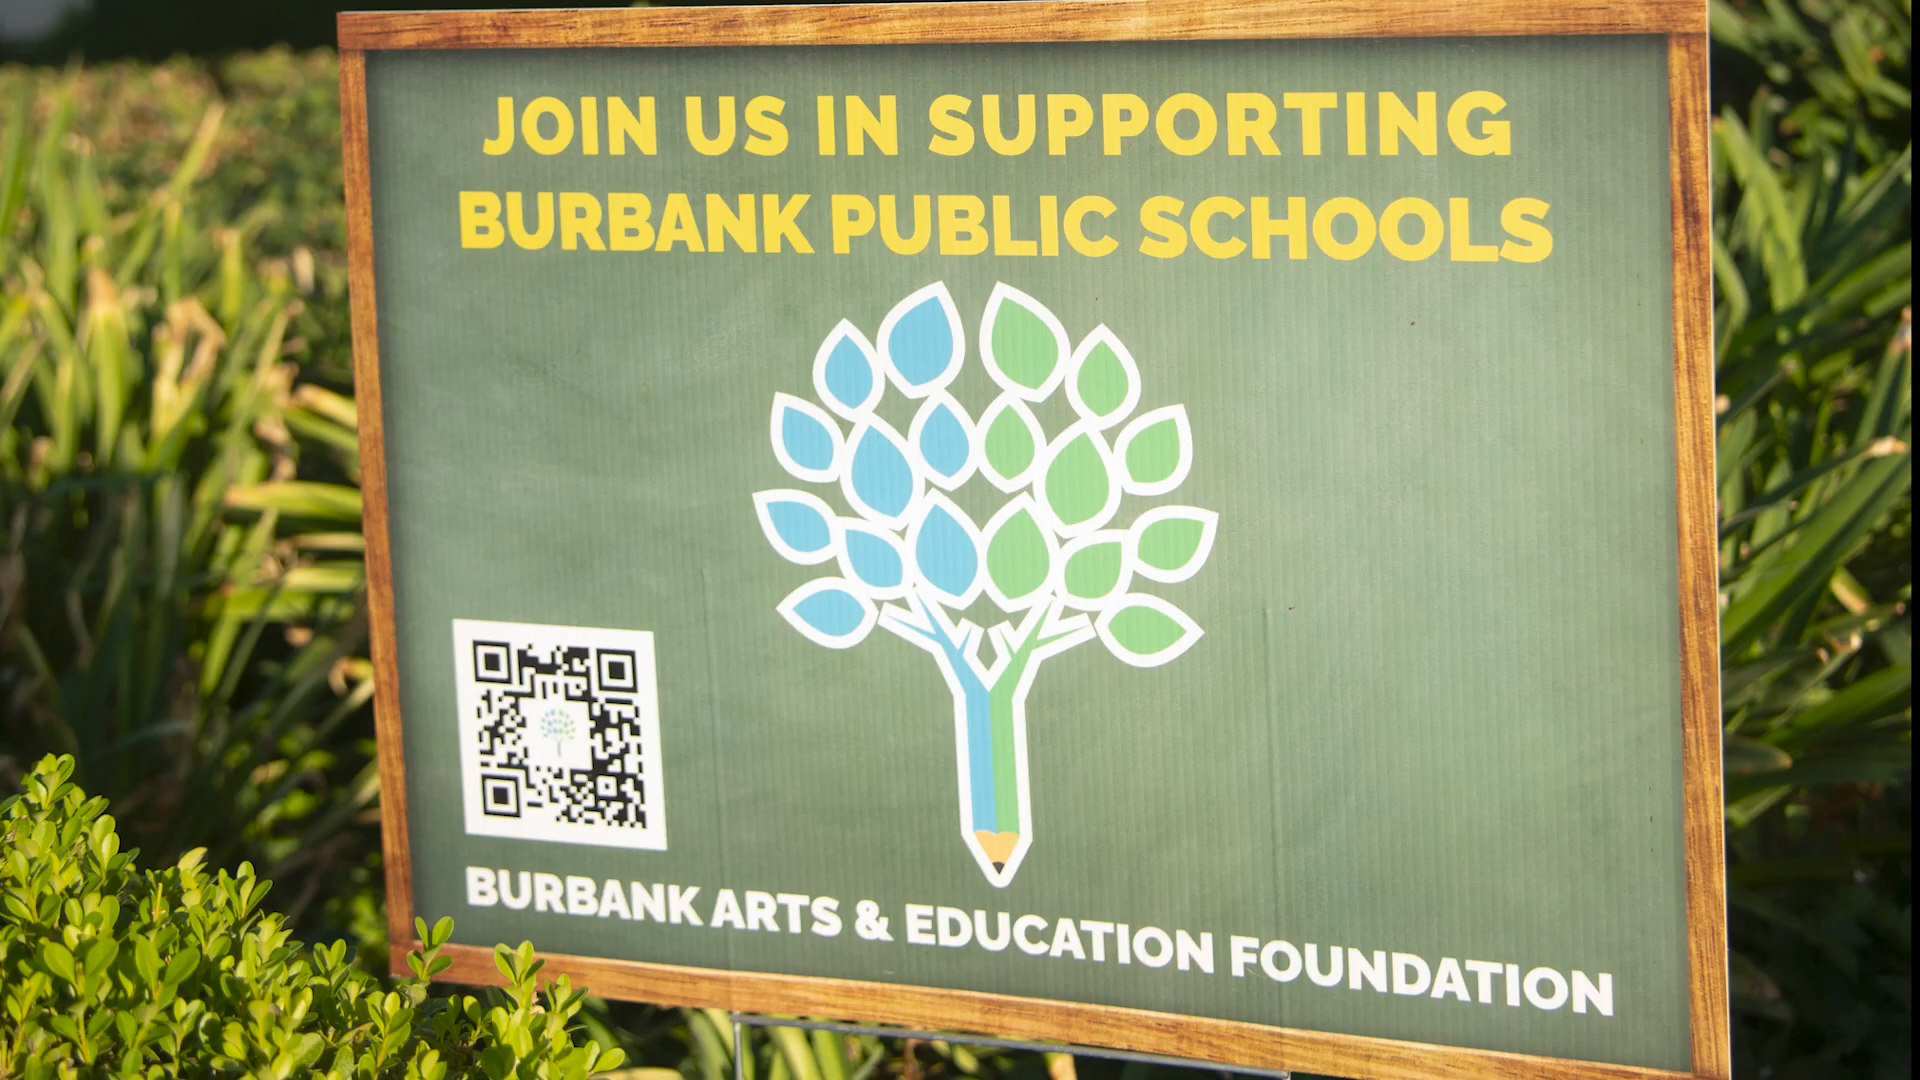 JOIN US IN SUPPORTING
BURBANK PUBLIC SCHOOLS
BURBANK ARTS & EDUCATION FOUNDATION